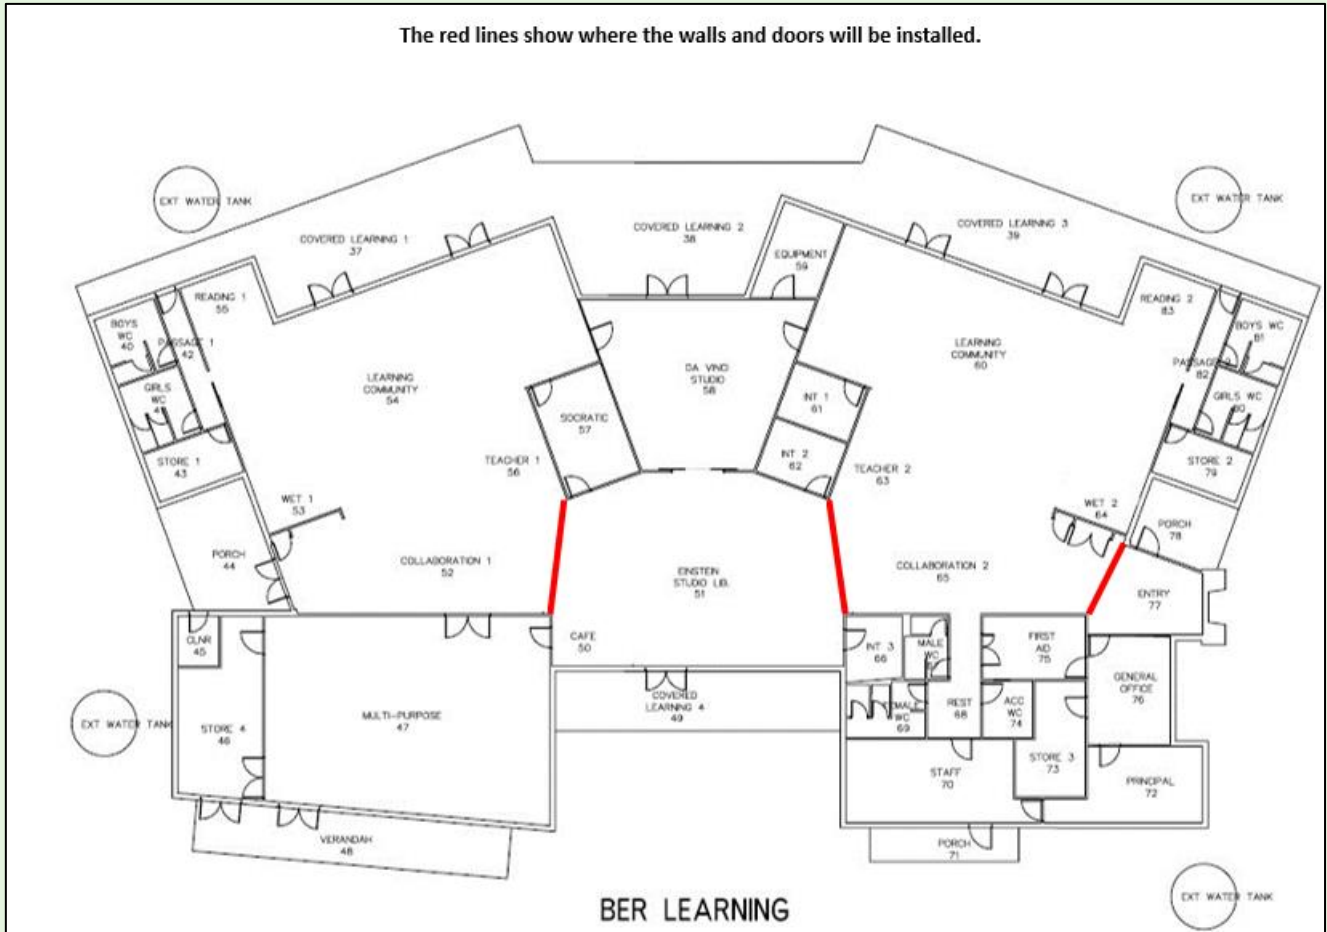 The red lines show where the walls and doors will be installed.
EXT WATER TANK
EXT WATER TANK
COVERED LEARNING 1
37
COVERED LEARNING 2
38
COVERED LEARNING 3
39
EQUIPMENT
59
READING 1
55
READING 2
83
BOYS
WC
40
PASSAGE 1
42
GIRLS
WC
41
STORE 1
43
LEARNING
COMMUNITY
54
SOCRATIC
57
DA VINCI
STUDIO
58
INT 1
61
INT 2
62
LEARNING
COMMUNITY
60
BOYS WC
81
PASSAGE
82
GIRLS WC
80
STORE 2
79
TEACHER 1
56
TEACHER 2
63
WET 1
53
WET 2
64
PORCH
44
PORCH
78
COLLABORATION 1
52
EINSTEIN
STUDIO LIB.
51
COLLABORATION 2
65
ENTRY
77
CLNR
45
CAFE
50
INT 3
66
MALE
WC
FIRST
AID
75
GENERAL
OFFICE
76
COVERED
LEARNING 4
49
EXT WATER TANK
STORE 4
46
MULTI-PURPOSE
47
WC
69
REST
68
ACC
WC
74
STORE 3
73
STAFF
70
PRINCIPAL
72
VERANDAH
48
PORCH
71
BER LEARNING
EXT WATER TANK